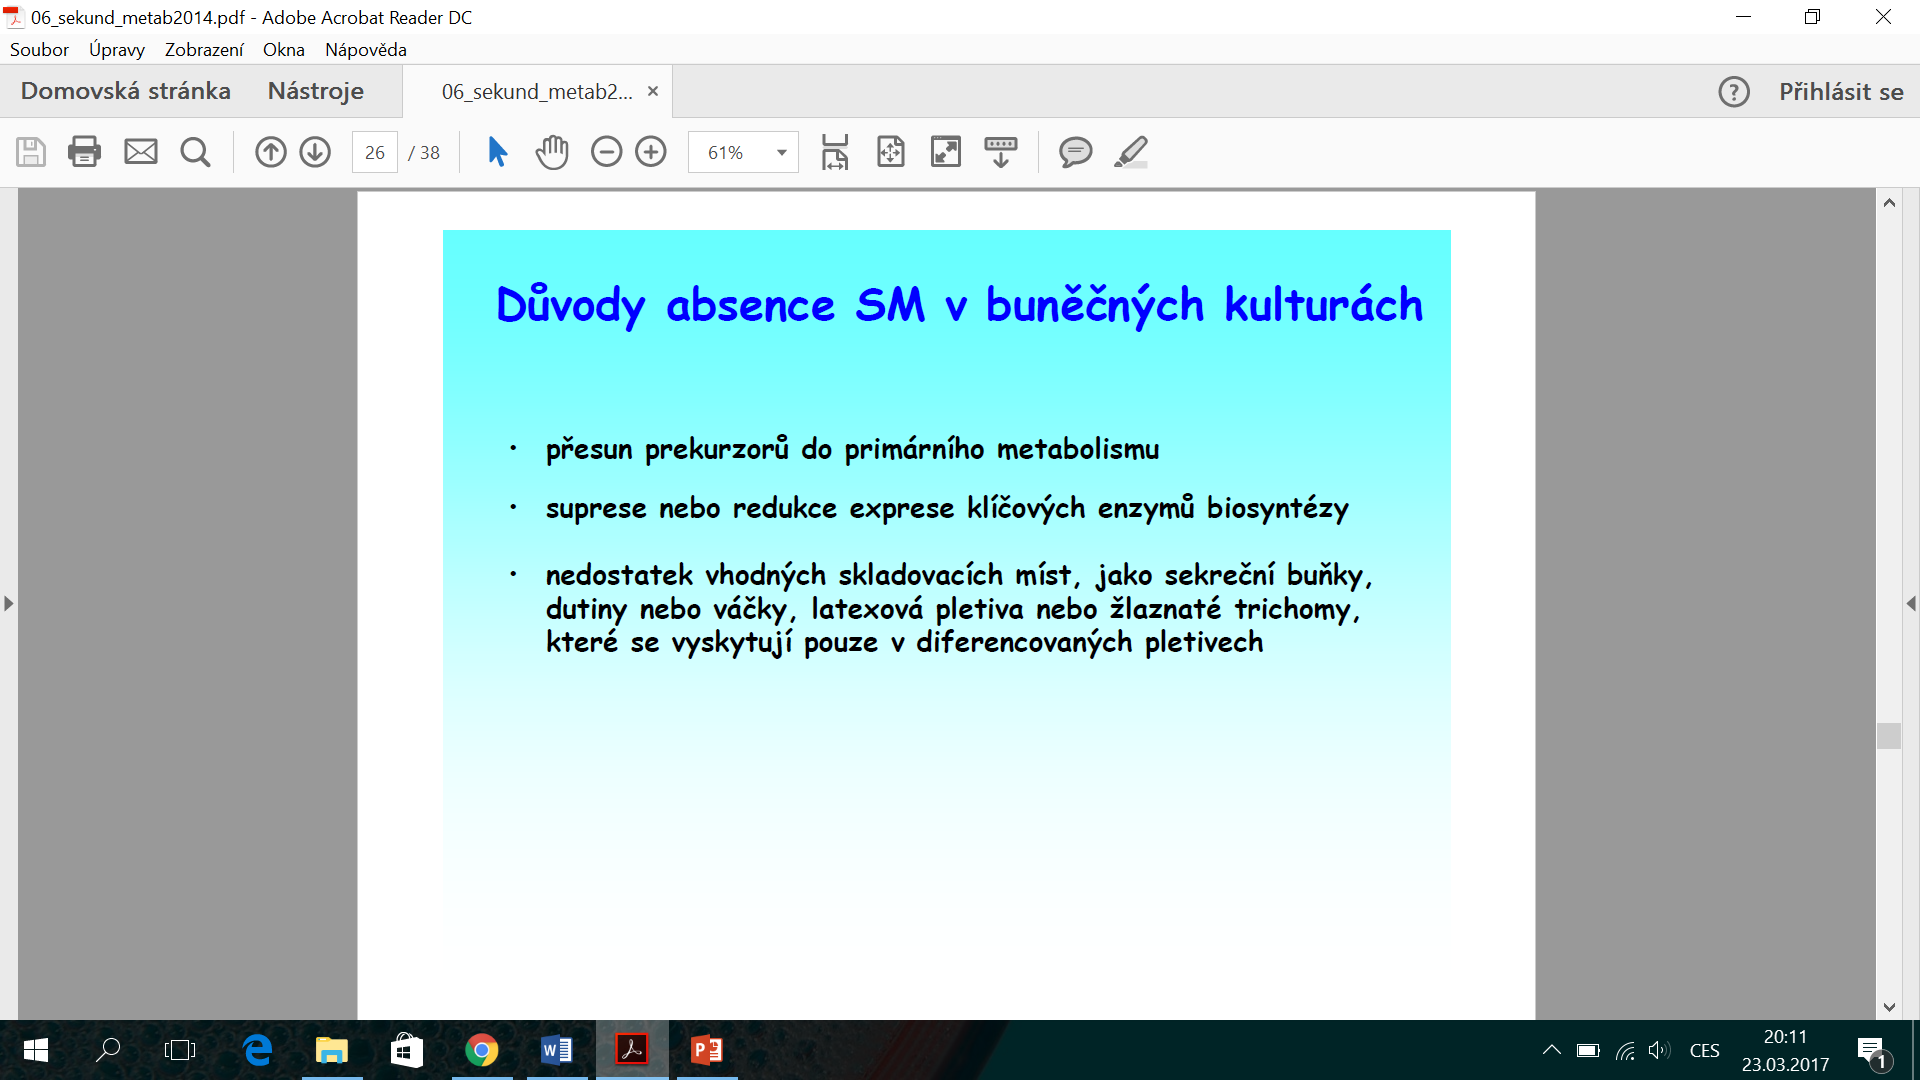 06_sekund_metab2014.pdf - Adobe Acrobat Reader DC
Soubor Úpravy Zobrazení Okna Nápověda
Domovská stránka Nástroje 06_sekund_metab2... × ? Přihlásit se
26 / 38 61%
Důvody absence SM v buněčných kulturách
• přesun prekurzorů do primárního metabolismu
• suprese nebo redukce exprese klíčových enzymů biosyntézy
• nedostatek vhodných skladovacích míst, jako sekreční buňky,
dutiny nebo váčky, latexová pletiva nebo žlaznaté trichomy,
které se vyskytují pouze v diferencovaných pletivech
CES 20:11
23.03.2017 1